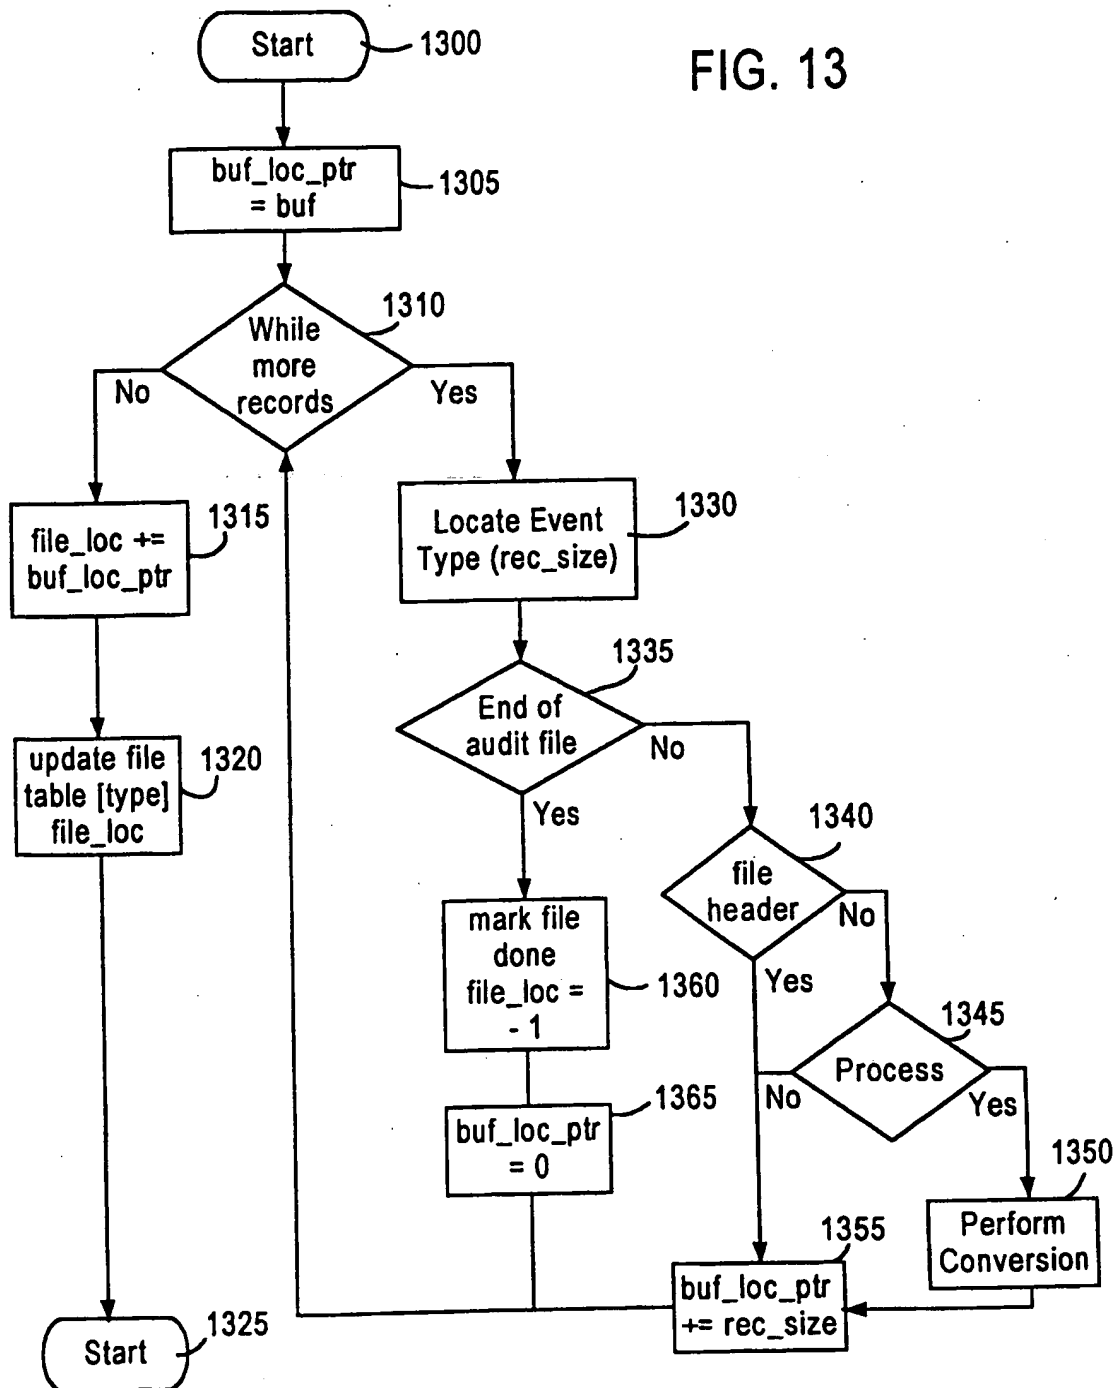 FIG. 13
Start
1300
buf_loc_ptr
= buf
1305
While
more
records
1310
No
Yes
file_loc +=
buf_loc_ptr
1315
update file
table [type]
file_loc
1320
Start
1325
Locate Event
Type (rec_size)
1330
End of
audit file
1335
No
Yes
file
header
1340
No
Yes
Process
1345
No
Yes
Perform
Conversion
1350
buf_loc_ptr
+= rec_size
1355
mark file
done
file_loc =
- 1
1360
buf_loc_ptr
= 0
1365